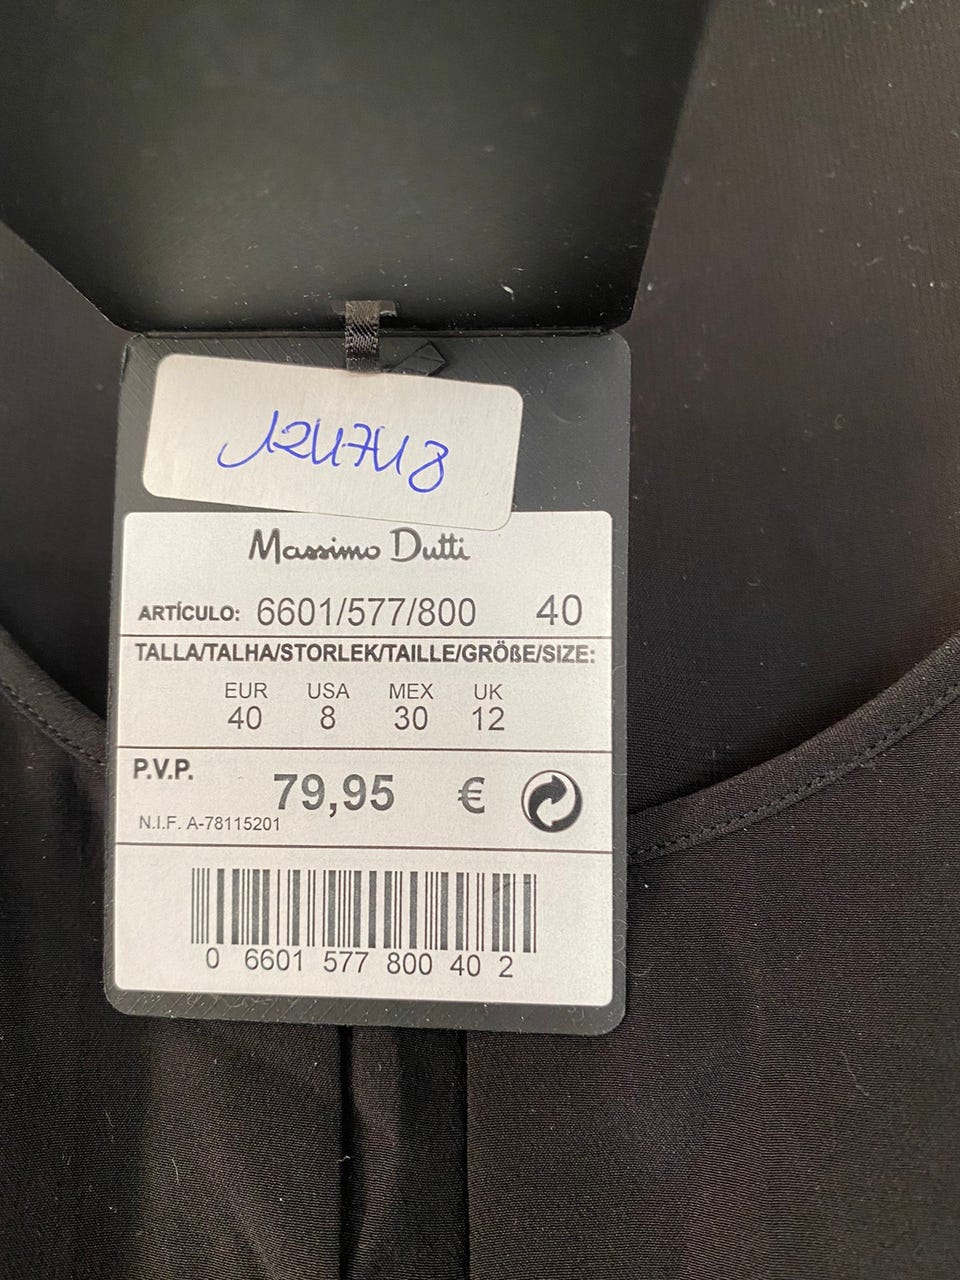 Massimo Dutti
ARTÍCULO: 6601/577/800 40
TALLA/TALHA/STORLEK/TAILLE/GRÖßE/SIZE:
EUR USA MEX UK
40 8 30 12
P.V.P.
79,95 €
N.I.F. A-78115201
0 6601 577 800 40 2